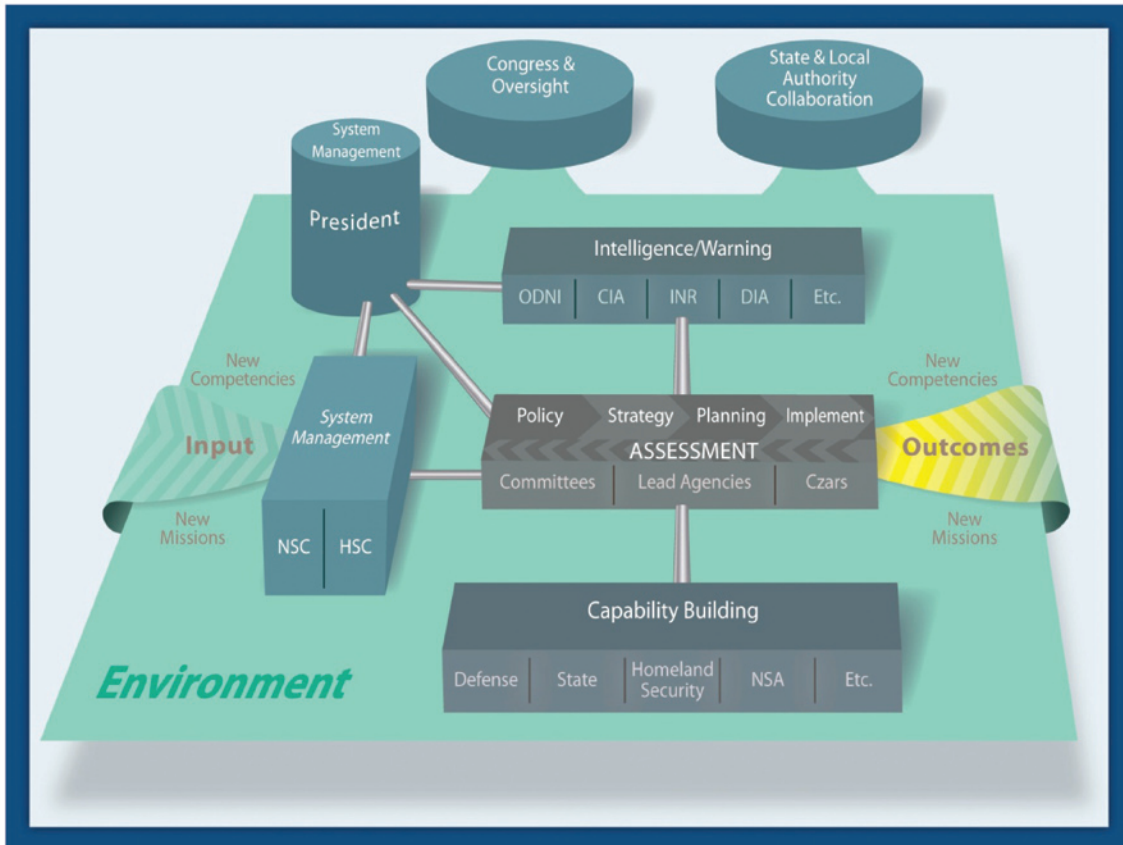 Congress &
Oversight
State & Local
Authority
Collaboration
System
Management
President
Intelligence/Warning
ODNI CIA INR DIA Etc.
New
Competencies
Input
New
Missions
System
Management
NSC HSC
Policy Strategy Planning Implement
ASSESSMENT
Committees Lead Agencies Czars
New
Competencies
Outcomes
New
Missions
Capability Building
Defense State Homeland
Security NSA Etc.
Environment